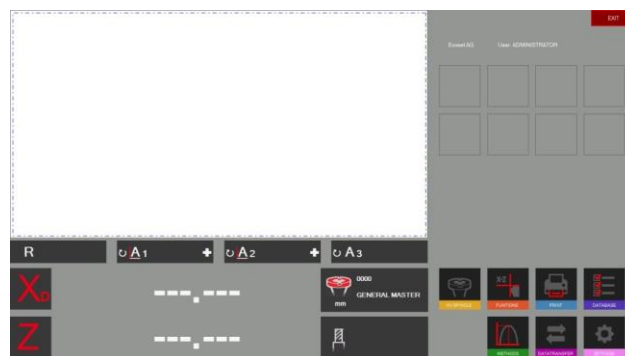 EXIT
User: ADMINISTRATOR
R
A1
+
A2
+
A3
XD
---.---
0000
GENERAL MASTER
mm
Z
---.---
PRINT
DATABASE
METHODS
DATATRANSFER
SETTINGS